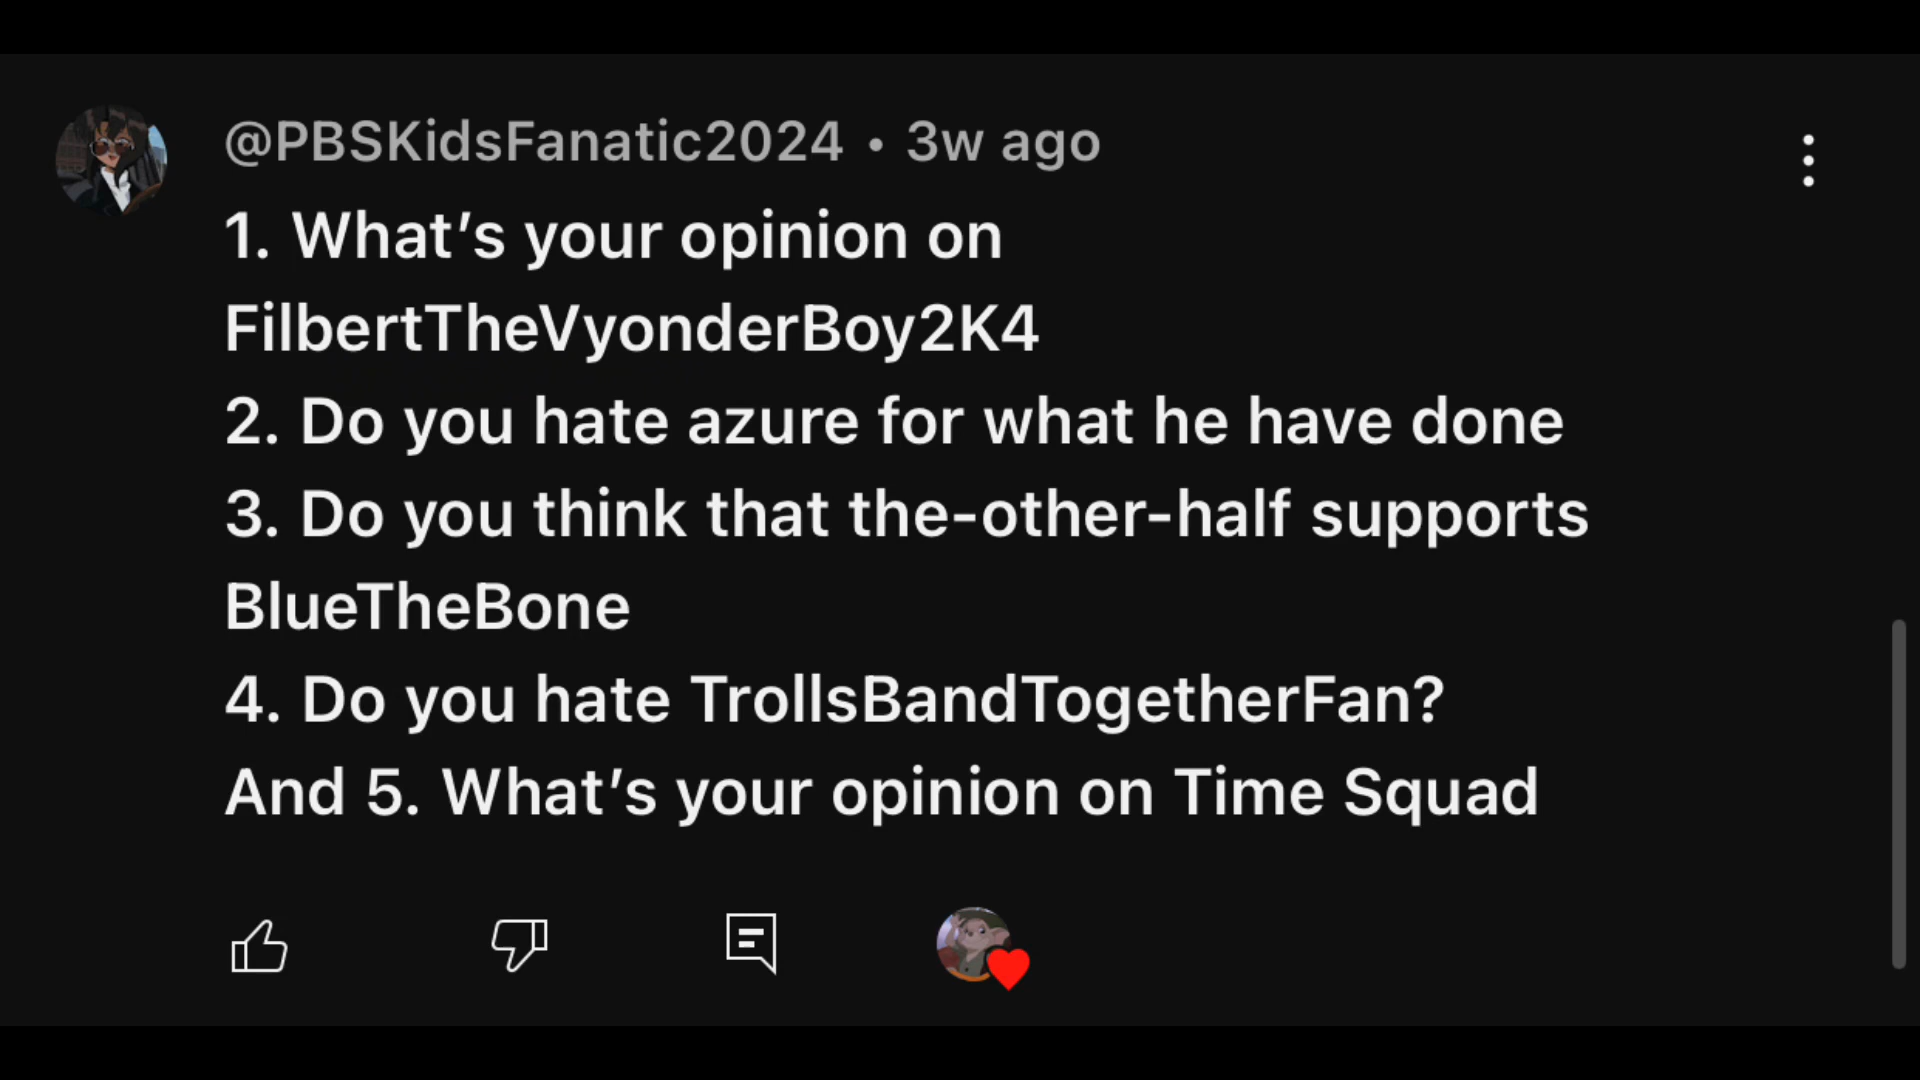 @PBSKidsFanatic2024 • 3w ago
1. What’s your opinion on
FilbertTheVyonderBoy2K4
2. Do you hate azure for what he have done
3. Do you think that the-other-half supports
BlueTheBone
4. Do you hate TrollsBandTogetherFan?
And 5. What’s your opinion on Time Squad